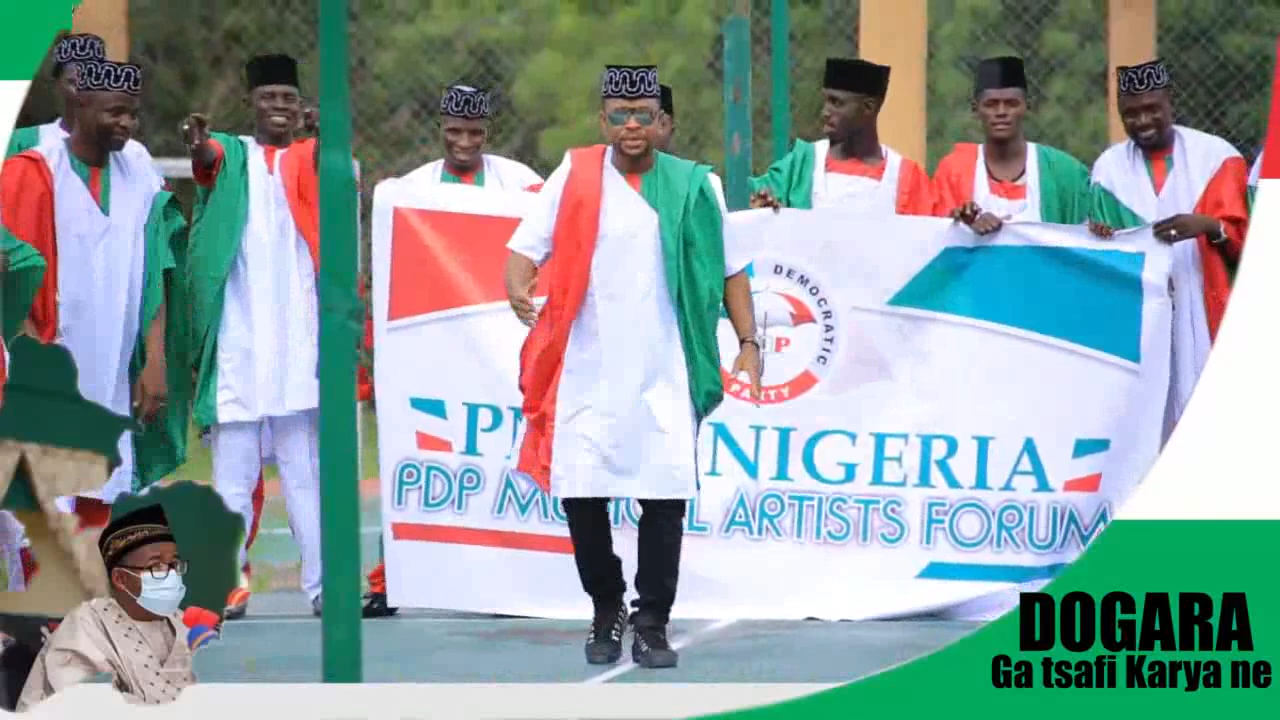 DEMOCRATIC
P
PARTY
NIGERIA
PDP
ARTISTS FORUM
DOGARA
Ga tsafi Karya ne